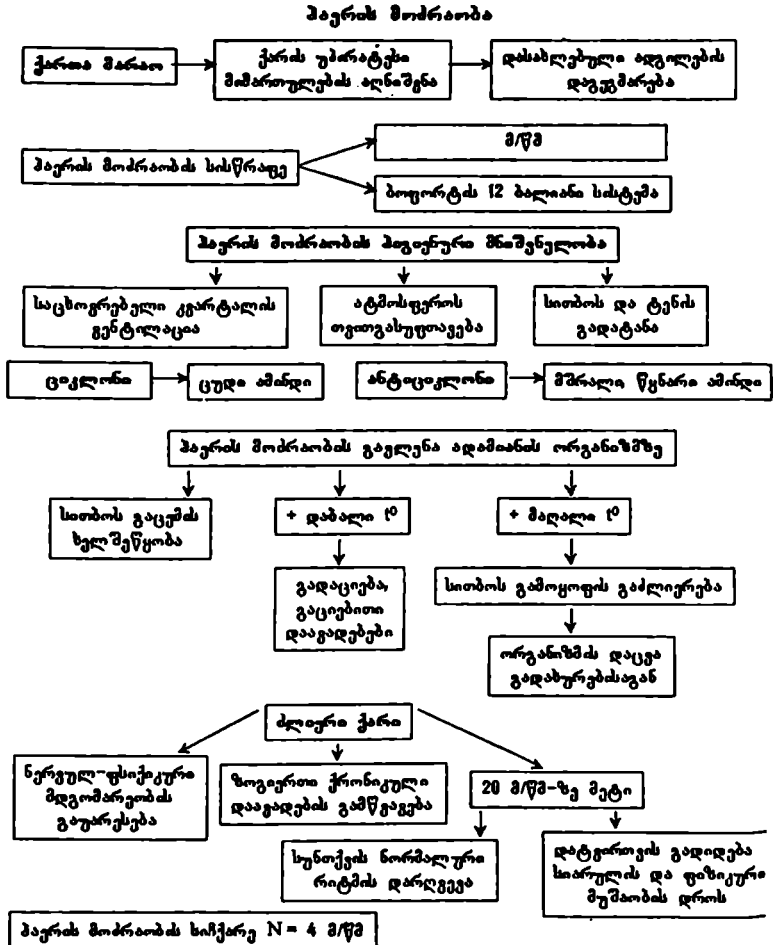 ჰაერის მოძრაობა
ქართა მარაო
ქარის უპირატესი
მიმართულების აღნიშვნა
დასახლებული ადგილების
დაგეგმარება
ჰაერის მოძრაობის სისწრაფე
მ/წმ
ბოფორტის 12 ბალიანი სისტემა
ჰაერის მოძრაობის ჰიგიენური მნიშვნელობა
საცხოვრებელი კვარტალის
ვენტილაცია
ატმოსფეროს
თვითგასუფთავება
სითბოს და ტენის
გადატანა
ციკლონი
ცუდი ამინდი
ანტიციკლონი
მშრალი, წყნარი ამინდი
ჰაერის მოძრაობის გავლენა ადამიანის ორგანიზმზე
სითბოს გაცემის
ხელშეწყობა
+ დაბალი t⁰
+ მაღალი t⁰
გადაციება,
გაციებითი
დაავადებები
სითბოს გამოყოფის გაძლიერება
ორგანიზმის დაცვა
გადახურებისაგან
ძლიერი ქარი
ნერვულ-ფსიქიკური
მდგომარეობის
გაუარესება
ზოგიერთი ქრონიკული
დაავადების გამწვავება
20 მ/წმ-ზე მეტი
სუნთქვის ნორმალური
რიტმის დარღვევა
დატვირთვის გადიდება
სიარულის და ფიზიკური
მუშაობის დროს
ჰაერის მოძრაობის სიჩქარე N = 4 მ/წმ